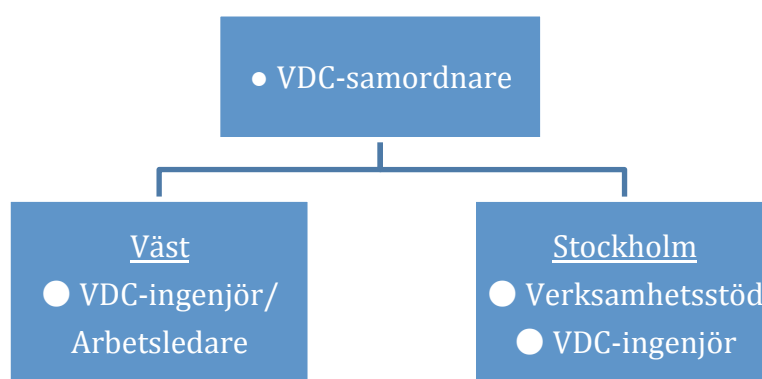 ● VDC-samordnare
Väst
● VDC-ingenjör/
Arbetsledare
Stockholm
● Verksamhetsstöd
● VDC-ingenjör